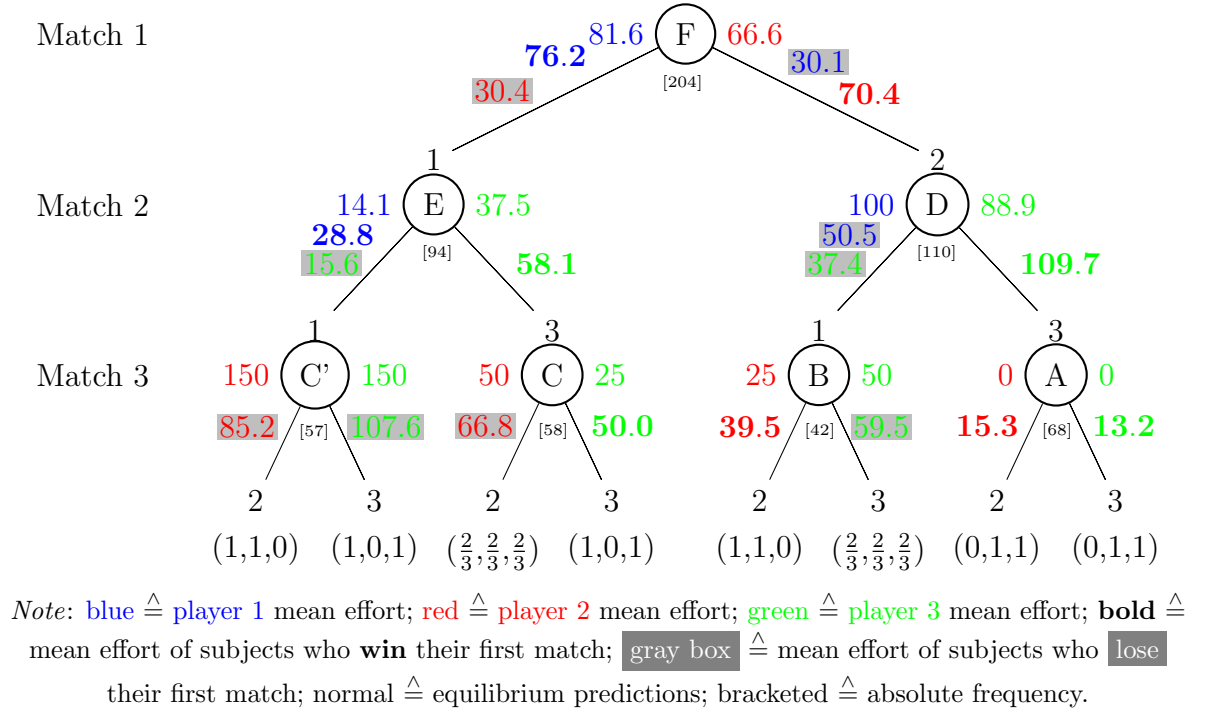 Match 1 81.6 F 66.6
76.2 30.1
30.4 [204] 70.4
1 2
Match 2 14.1 E 37.5 100 D 88.9
28.8 [94] 50.5 [110]
15.6 58.1 37.4 109.7
1 3 1 3
Match 3 150 C' 150 50 C 25 25 B 50 0 A 0
85.2 [57] 107.6 66.8 [58] 50.0 39.5 [42] 59.5 15.3 [68] 13.2
2 3 2 3 2 3 2 3
(1,1,0) (1,0,1) (2/3,2/3,2/3) (1,0,1) (1,1,0) (2/3,2/3,2/3) (0,1,1) (0,1,1)
Note: blue ≙ player 1 mean effort; red ≙ player 2 mean effort; green ≙ player 3 mean effort; bold ≙
mean effort of subjects who win their first match; gray box ≙ mean effort of subjects who lose
their first match; normal ≙ equilibrium predictions; bracketed ≙ absolute frequency.